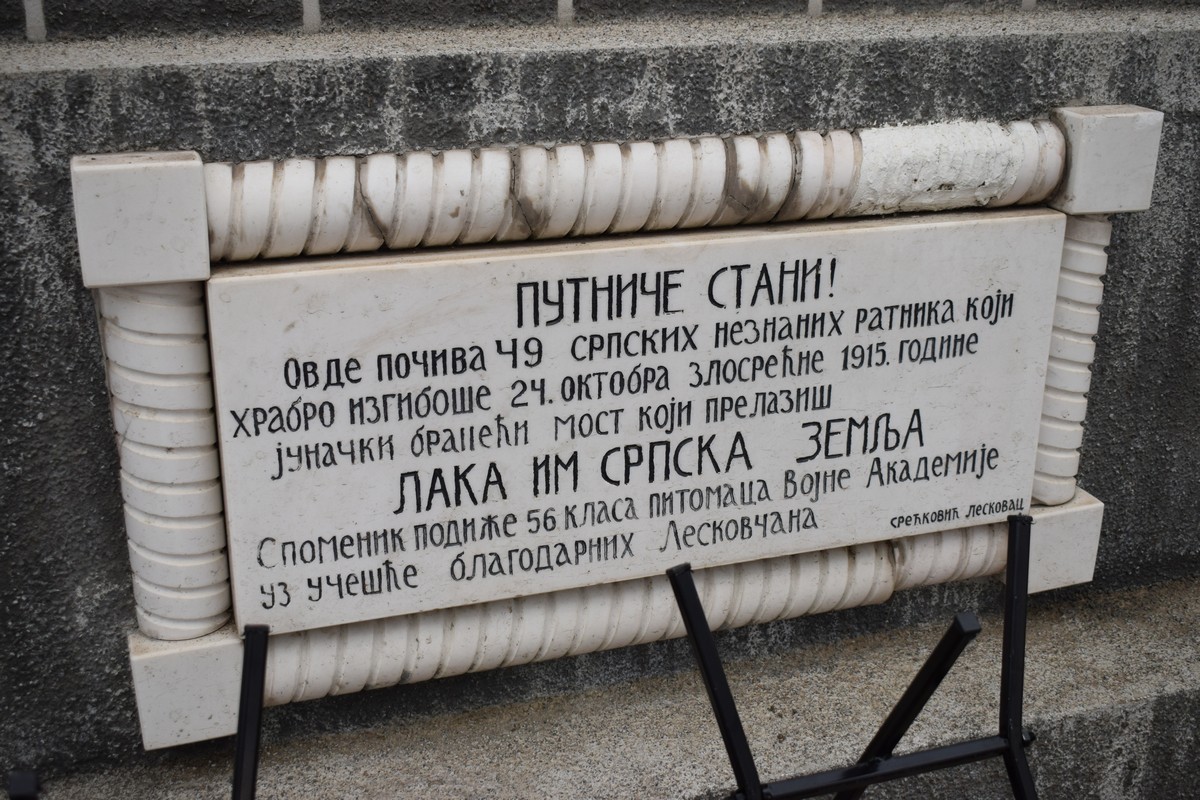 ПУТНИЧЕ СТАНИ!
Овде почива 49 српских незнаних ратника који
храбро изгибоше 24. октобра злосрећне 1915. године
јуначки бранећи мост који прелазиш
ЛАКА ИМ СРПСКА ЗЕМЉА
Споменик подиже 56 класа питомаца Војне Академије
уз учешће благодарних Лесковчана
СРЕЋКОВИЋ ЛЕСКОВАЦ